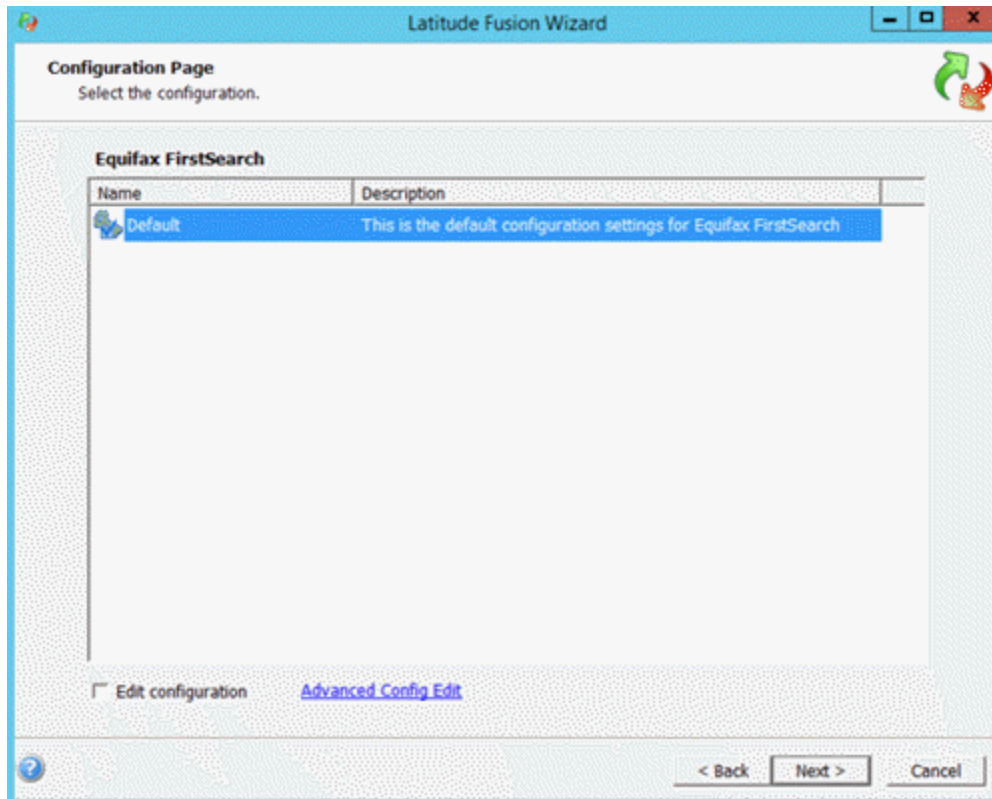 Latitude Fusion Wizard
Configuration Page
Select the configuration.
Equifax FirstSearch
Name Description
Default This is the default configuration settings for Equifax FirstSearch
Edit configuration Advanced Config Edit
< Back Next > Cancel